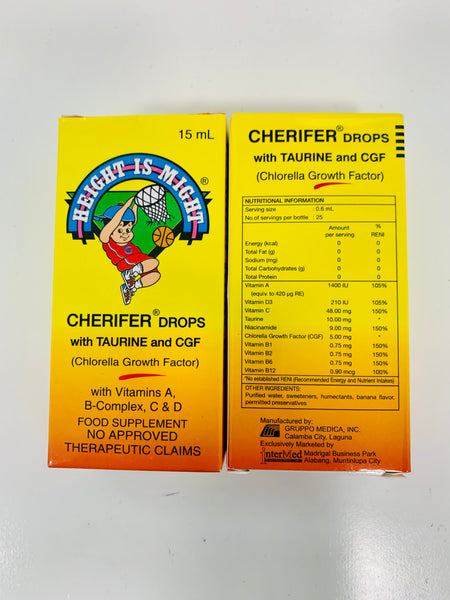 15 mL
HEIGHT IS MIGHT
®
C
CHERIFER® DROPS
with TAURINE and CGF
(Chlorella Growth Factor)
with Vitamins A,
B-Complex, C & D
FOOD SUPPLEMENT
NO APPROVED
THERAPEUTIC CLAIMS
CHERIFER® DROPS
with TAURINE and CGF
(Chlorella Growth Factor)
NUTRITIONAL INFORMATION
Serving size : 0.6 mL
No.of servings per bottle : 25
Amount per serving % RENI
Energy (kcal) 0 0
Total Fat (g) 0 0
Sodium (mg) 0 0
Total Carbohydrates (g) 0 0
Total Protein 0 0
Vitamin A 1400 IU 105%
(equiv. to 420 µg RE)
Vitamin D3 210 IU 105%
Vitamin C 48.00 mg 150%
Taurine 10.00 mg *
Niacinamide 9.00 mg 150%
Chlorella Growth Factor (CGF) 5.00 mg *
Vitamin B1 0.75 mg 150%
Vitamin B2 0.75 mg 150%
Vitamin B6 0.75 mg 150%
Vitamin B12 0.90 mcg 100%
*No established RENI (Recommended Energy and Nutrient Intakes)
OTHER INGREDIENTS:
Purified water, sweeteners, humectants, banana flavor,
permitted preservatives
Manufactured by:
GRUPPO MEDICA, INC.
Calamba City, Laguna
Exclusively Marketed by
InterMed Madrigal Business Park
Alabang, Muntinlupa City